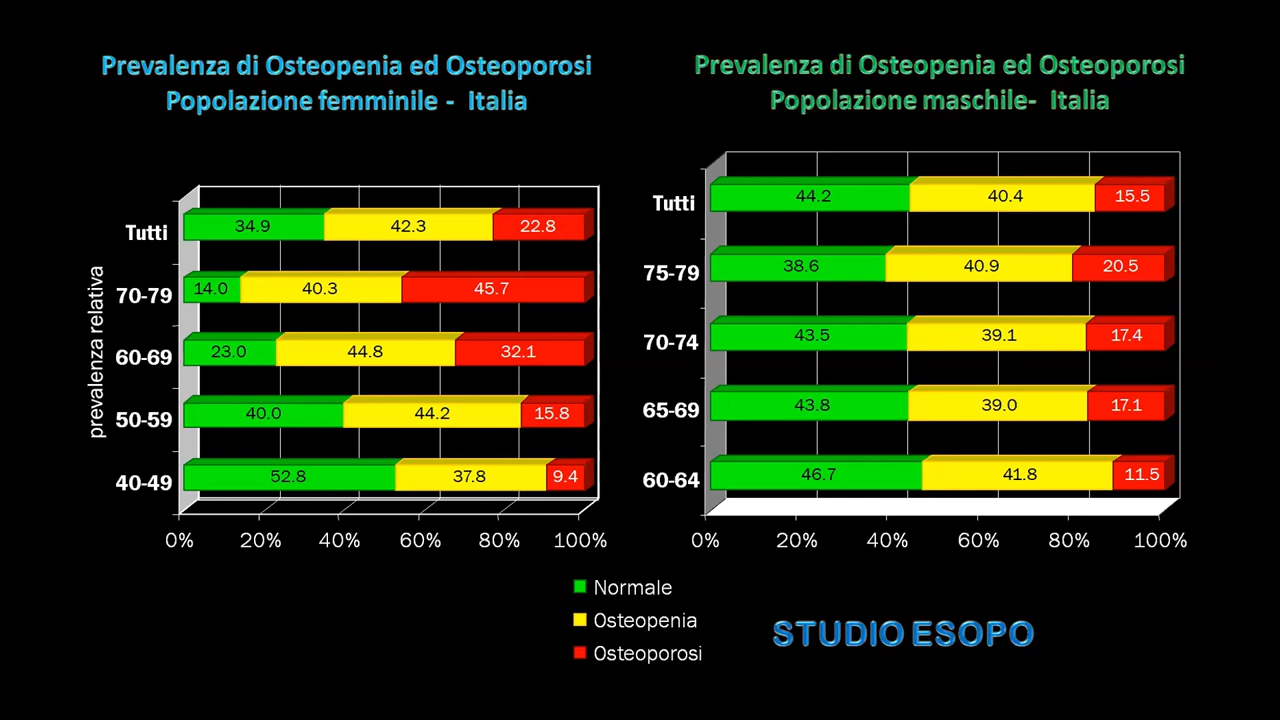 Prevalenza di Osteopenia ed Osteoporosi
Popolazione femminile - Italia
Prevalenza di Osteopenia ed Osteoporosi
Popolazione maschile- Italia
prevalenza relativa
Tutti 34.9 42.3 22.8
70-79 14.0 40.3 45.7
60-69 23.0 44.8 32.1
50-59 40.0 44.2 15.8
40-49 52.8 37.8 9.4
0% 20% 40% 60% 80% 100%
Tutti 44.2 40.4 15.5
75-79 38.6 40.9 20.5
70-74 43.5 39.1 17.4
65-69 43.8 39.0 17.1
60-64 46.7 41.8 11.5
0% 20% 40% 60% 80% 100%
Normale
Osteopenia
Osteoporosi
STUDIO ESOPO